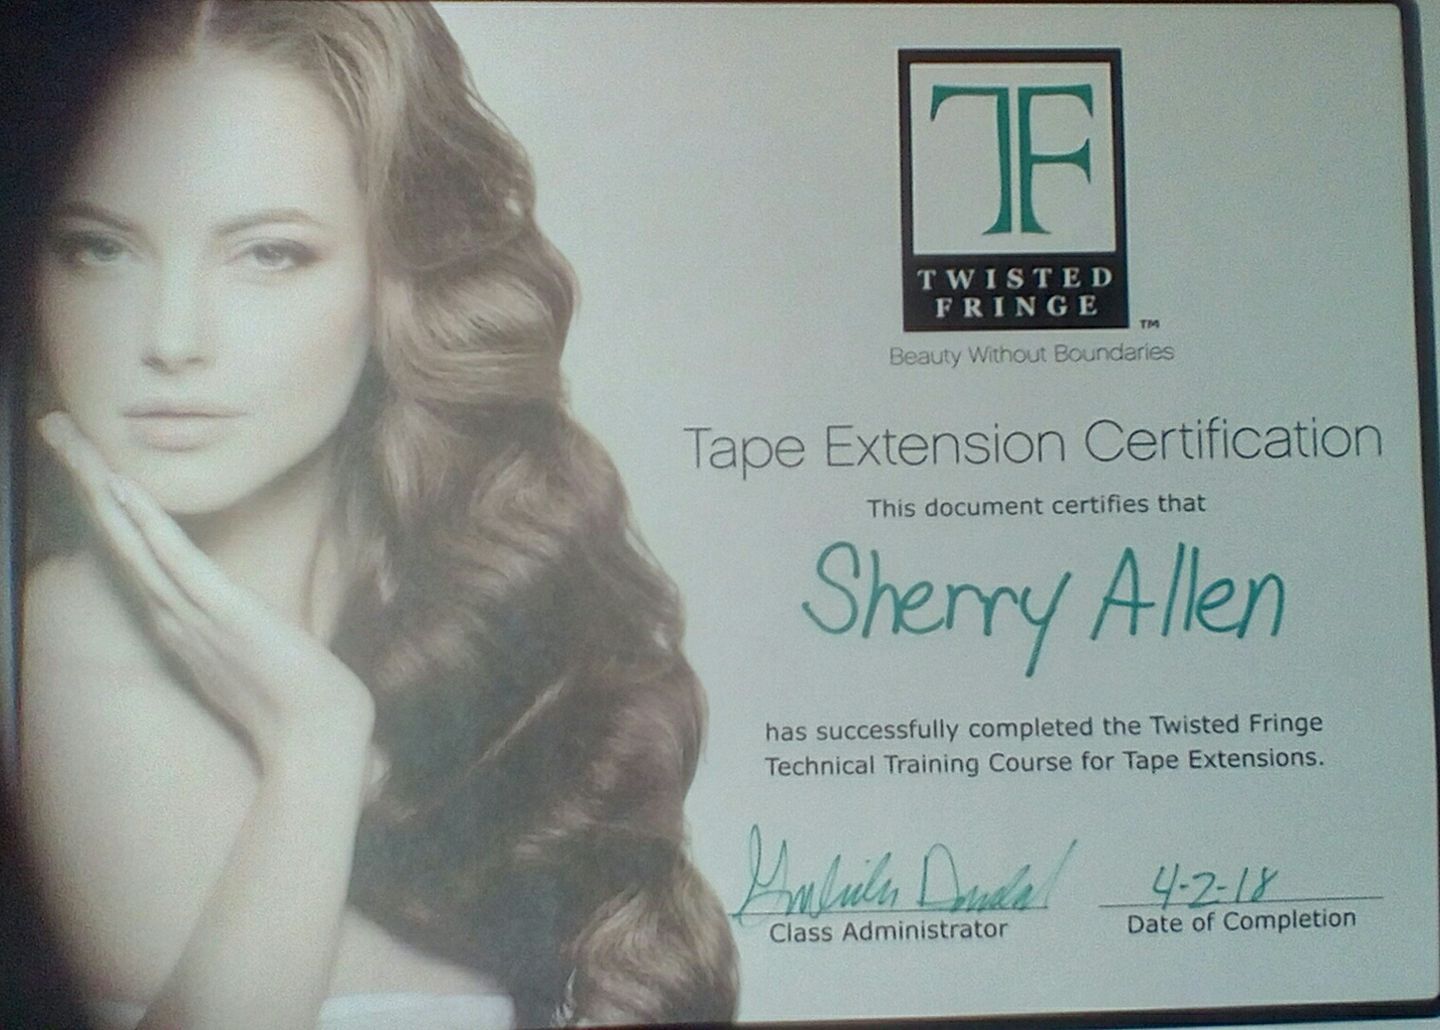 TF
TWISTED
FRINGE
TM
Beauty Without Boundaries
Tape Extension Certification
This document certifies that
Sherry Allen
has successfully completed the Twisted Fringe
Technical Training Course for Tape Extensions.
4-2-18
Class Administrator
Date of Completion